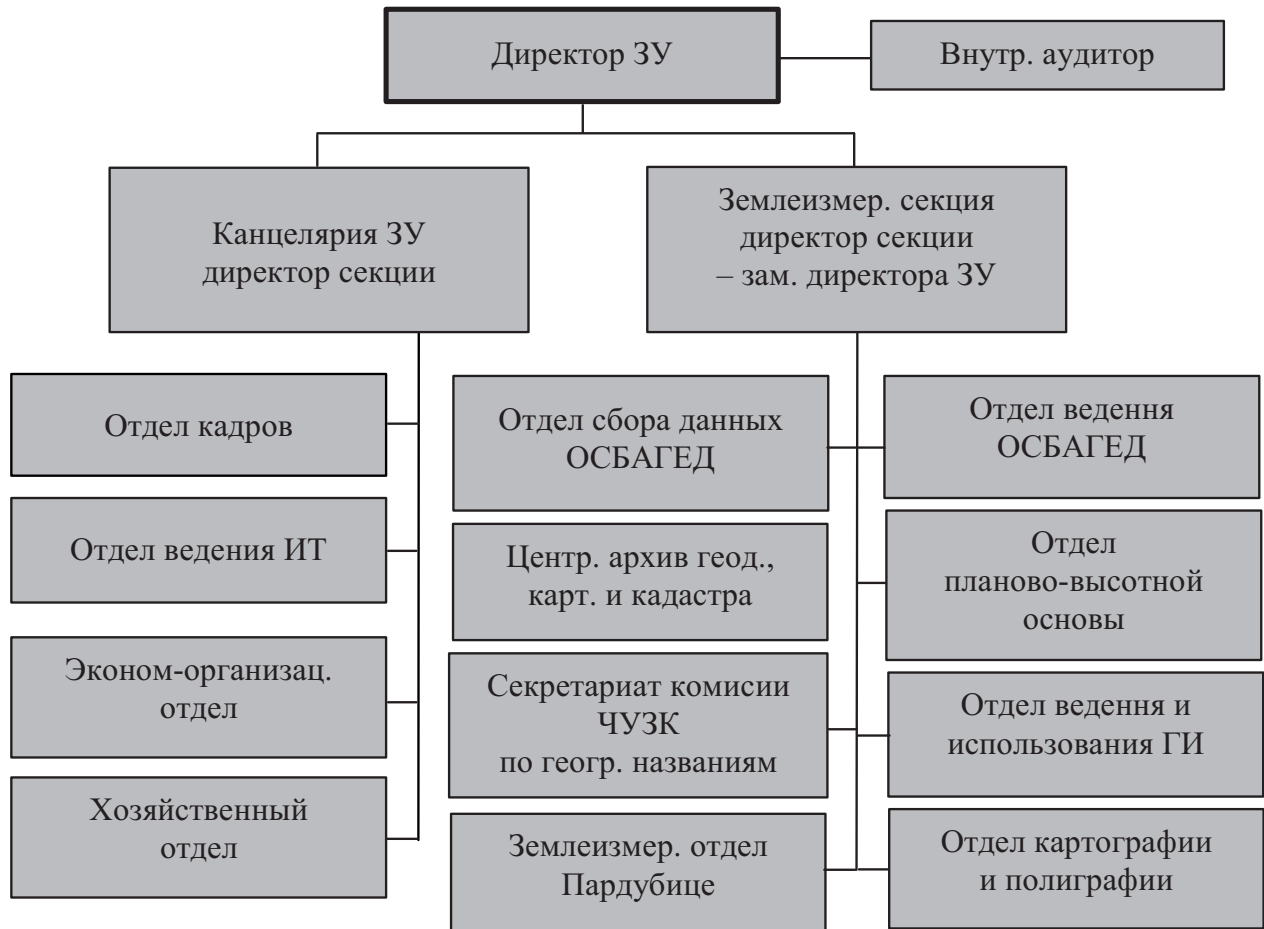 Директор ЗУ
Внутр. аудитор
Канцелярия ЗУ
директор секции
Землеизмер. секция
директор секции
– зам. директора ЗУ
Отдел кадров
Отдел ведения ИТ
Эконом-организац.
отдел
Хозяйственный
отдел
Отдел сбора данных
ОСБАГЕД
Центр. архив геод.,
карт. и кадастра
Секретариат комисии
ЧУЗК
по геогр. названиям
Землеизмер. отдел
Пардубице
Отдел ведення
ОСБАГЕД
Отдел
планово-высотной
основы
Отдел ведення и
использования ГИ
Отдел картографии
и полиграфии